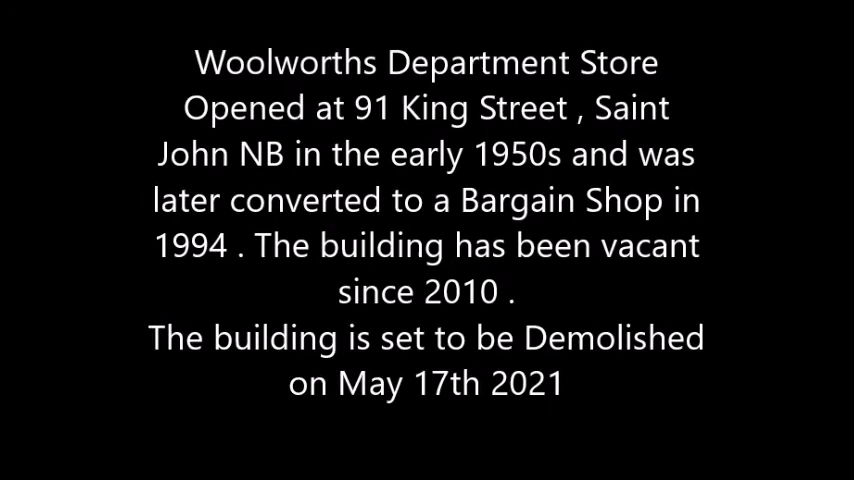 Woolworths Department Store
Opened at 91 King Street , Saint
John NB in the early 1950s and was
later converted to a Bargain Shop in
1994 . The building has been vacant
since 2010 .
The building is set to be Demolished
on May 17th 2021